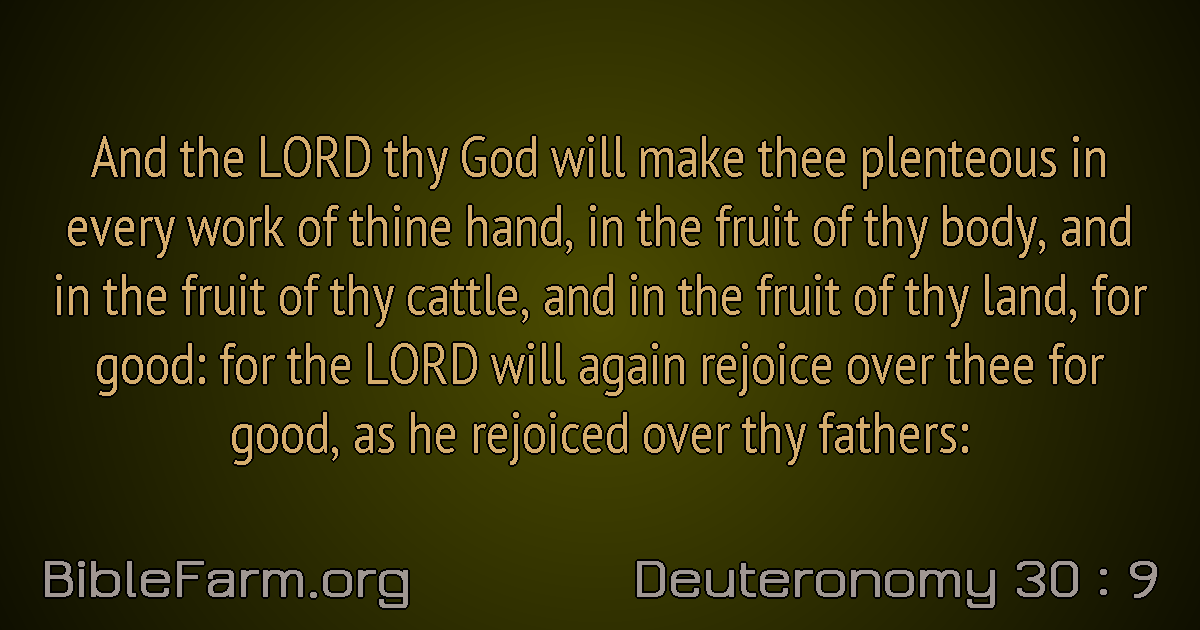 And the LORD thy God will make thee plenteous in
every work of thine hand, in the fruit of thy body, and
in the fruit of thy cattle, and in the fruit of thy land, for
good: for the LORD will again rejoice over thee for
good, as he rejoiced over thy fathers:
BibleFarm.org
Deuteronomy 30 : 9